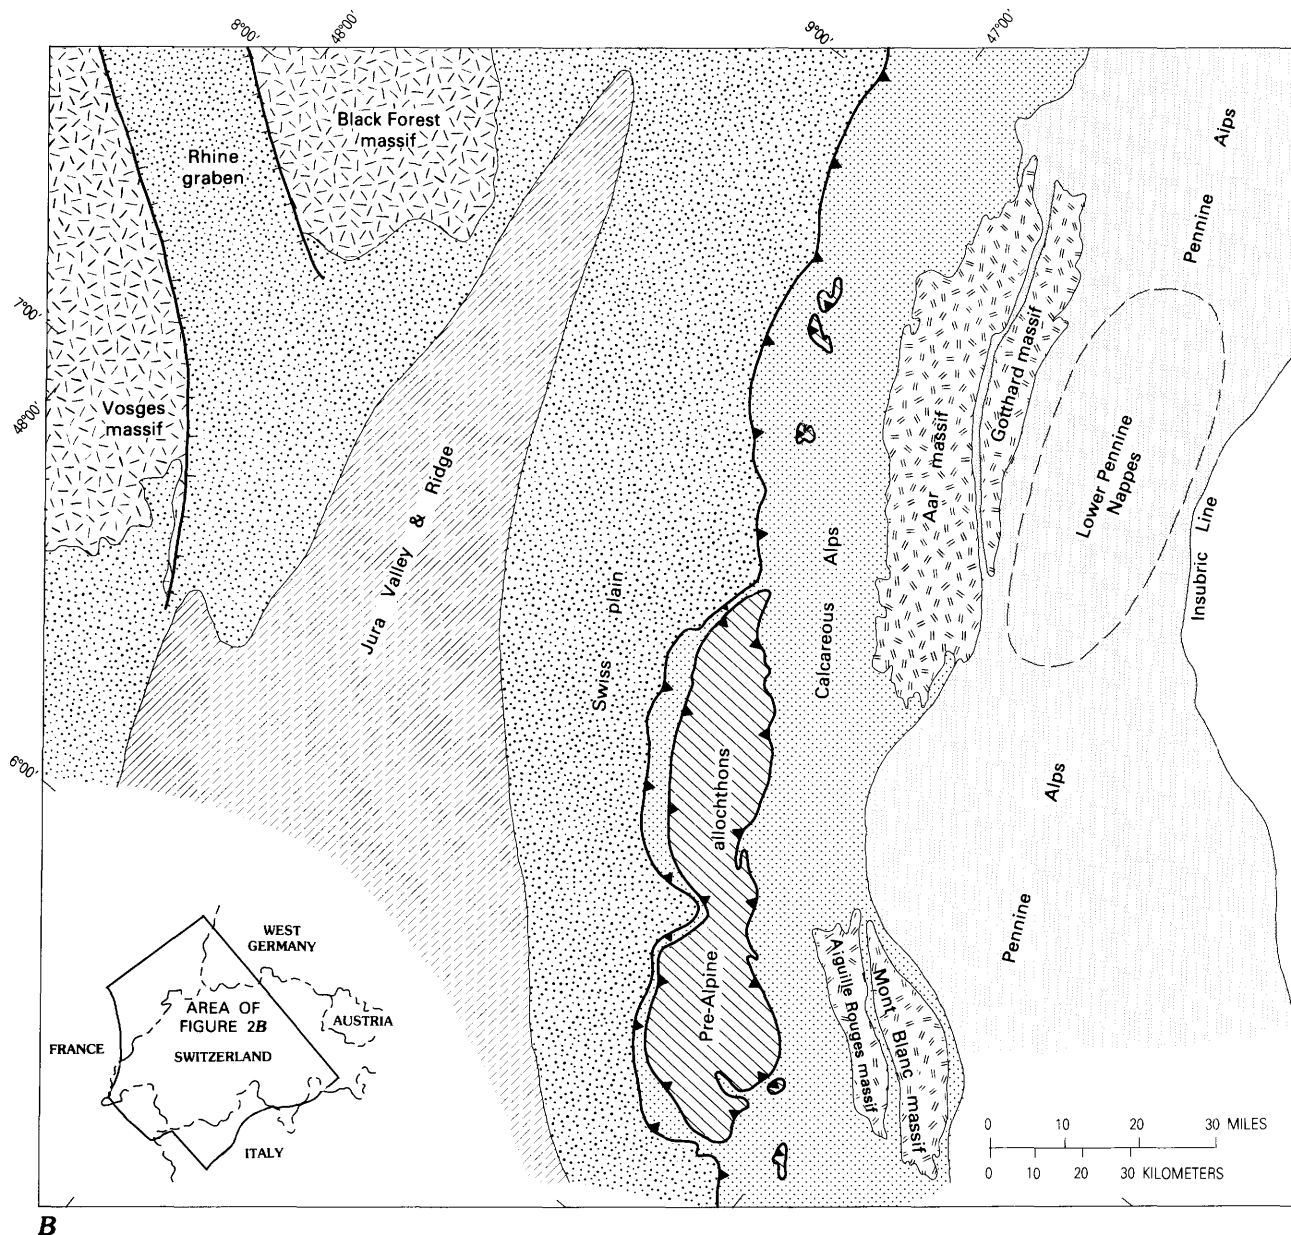 8°00'
48°00'
9°00'
47°00'
Black Forest
massif
Rhine
graben
Alps
Pennine
7°00'
48°00'
Vosges
massif
Jura Valley & Ridge
Swiss plan
Calcareous Alps
Aar massif
Gotthard massif
Lower Pennine
Nappes
Insubric Line
6°00'
Pre-Alpine allochthons
Pennine Alps
Aiguille Rouges massif
Mont Blanc massif
WEST
GERMANY
AREA OF
FIGURE 2B
AUSTRIA
FRANCE
SWITZERLAND
ITALY
0 10 20 30 MILES
0 10 20 30 KILOMETERS
B